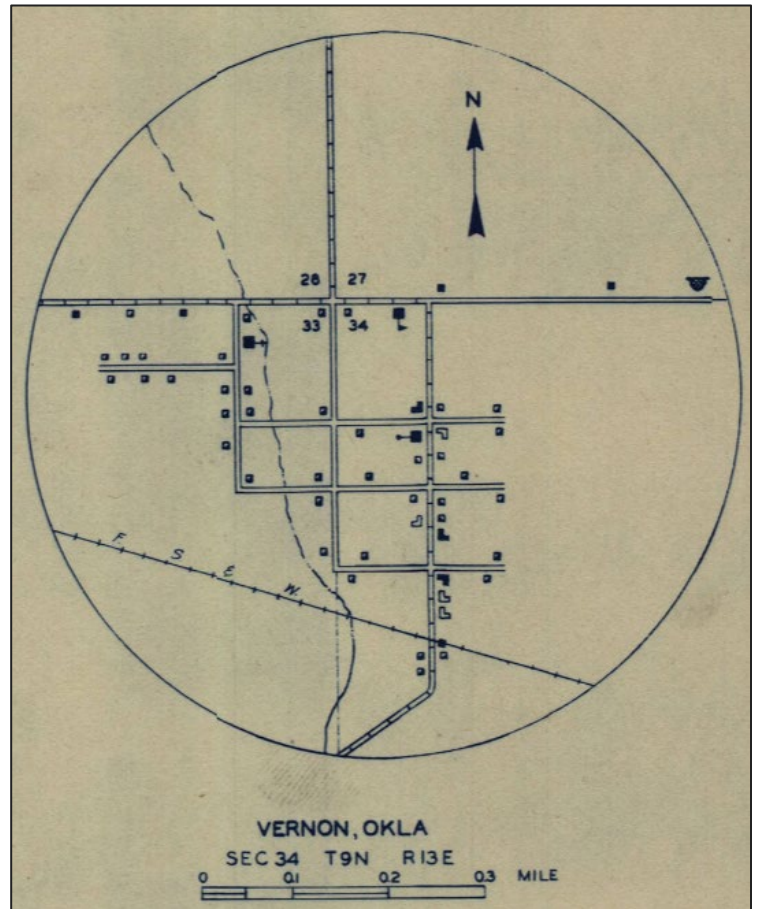 N
28 27
33 34
F. S. & W.
VERNON, OKLA
SEC 34 T9N R13E
0 0.1 0.2 0.3 MILE